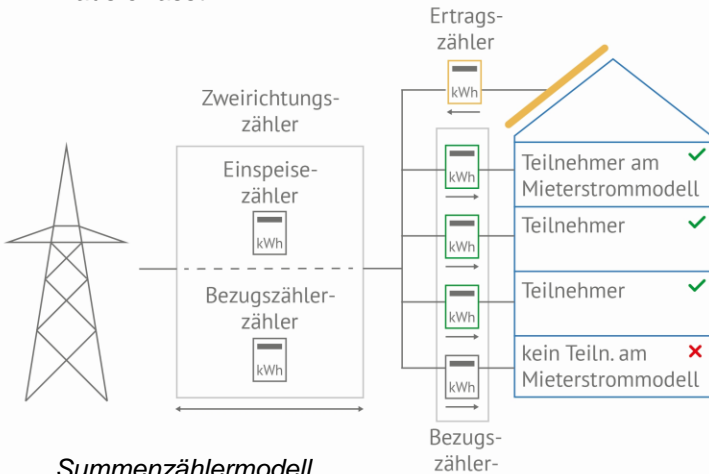 Ertrags-
zähler
kWh
Zweirichtungs-
zähler
Einspeise-
zähler
kWh
Bezugszähler-
zähler
kWh
kWh
Teilnehmer am
Mieterstrommodell
kWh
Teilnehmer
kWh
Teilnehmer
kWh
kein Teiln. am
Mieterstrommodell
Bezugs-
zähler-
Summenzählermodell